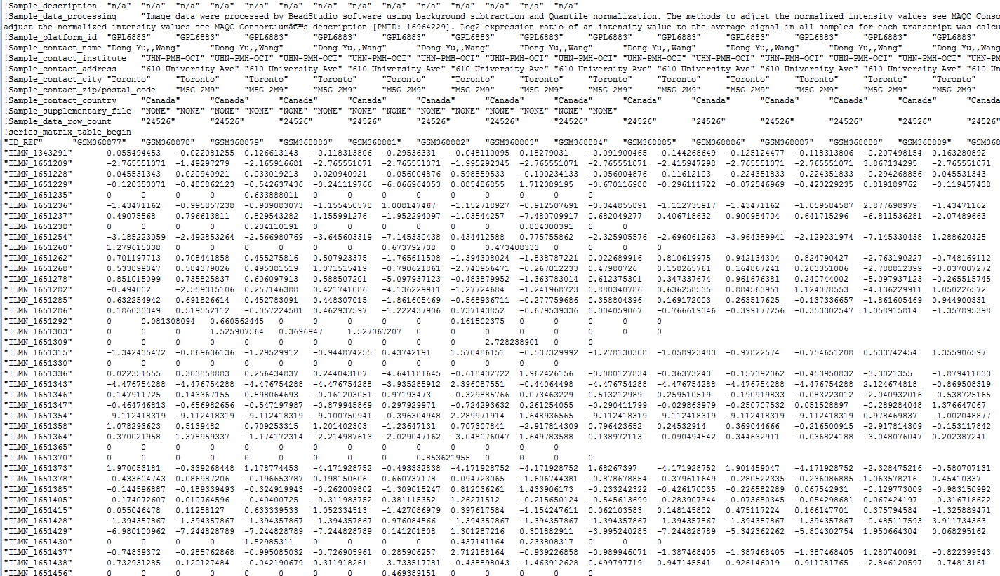 !Sample_description "n/a" "n/a" "n/a" "n/a" "n/a" "n/a" "n/a" "n/a" "n/a" "n/a" "n/a" "n/a" "n/a"
!Sample_data_processing "Image data were processed by BeadStudio software using background subtraction and Quantile normalization. The methods to adjust the normalized intensity values see MAQC Conso
adjust the normalized intensity values see MAQC Consortiumâ€™s description [PMID: 16964229]. Log2 expression ratio of an intensity value to the average signal in all samples for each transcript was calcu
!Sample_platform_id "GPL6883" "GPL6883" "GPL6883" "GPL6883" "GPL6883" "GPL6883" "GPL6883" "GPL6883" "GPL6883" "GPL6883" "GPL6883" "GPL6883" "GPL6883"
!Sample_contact_name "Dong-Yu,,Wang" "Dong-Yu,,Wang" "Dong-Yu,,Wang" "Dong-Yu,,Wang" "Dong-Yu,,Wang" "Dong-Yu,,Wang" "Dong-Yu,,Wang" "Dong-Yu,,Wang" "Dong-Yu,,Wang
!Sample_contact_institute "UHN-PMH-OCI" "UHN-PMH-OCI" "UHN-PMH-OCI" "UHN-PMH-OCI" "UHN-PMH-OCI" "UHN-PMH-OCI" "UHN-PMH-OCI" "UHN-PMH-OCI" "UHN-PMH-OCI" "UHN-PMH-OCI" "UHN-PMH-OCI" "UHN-PMH-OCI" "UHN-PM
!Sample_contact_address "610 University Ave" "610 University Ave" "610 University Ave" "610 University Ave" "610 University Ave" "610 University Ave" "610 University Ave" "610 University Ave" "610 Un
!Sample_contact_city "Toronto" "Toronto" "Toronto" "Toronto" "Toronto" "Toronto" "Toronto" "Toronto" "Toronto" "Toronto" "Toronto" "Toronto" "Toronto"
!Sample_contact_zip/postal_code "M5G 2M9" "M5G 2M9" "M5G 2M9" "M5G 2M9" "M5G 2M9" "M5G 2M9" "M5G 2M9" "M5G 2M9" "M5G 2M9" "M5G 2M9" "M5G 2M9" "M5G 2M9"
!Sample_contact_country "Canada" "Canada" "Canada" "Canada" "Canada" "Canada" "Canada" "Canada" "Canada" "Canada" "Canada" "Canada
!Sample_supplementary_file "NONE" "NONE" "NONE" "NONE" "NONE" "NONE" "NONE" "NONE" "NONE" "NONE" "NONE" "NONE" "NONE" "NONE"
!Sample_data_row_count "24526" "24526" "24526" "24526" "24526" "24526" "24526" "24526" "24526" "24526" "24526" "24526" "24526"
!series_matrix_table_begin
"ID_REF" "GSM368877" "GSM368878" "GSM368879" "GSM368880" "GSM368881" "GSM368882" "GSM368883" "GSM368884" "GSM368885" "GSM368886" "GSM368887" "GSM368888" "GSM368889"
"ILMN_1343291" 0.055494453 -0.022081255 0.126613143 -0.118313806 -0.29536331 -0.048110095 0.18279031 -0.091900465 -0.144268649 -0.125124477 -0.118313806 -0.207498154 0.163280892
"ILMN_1651209" -2.765551071 -1.49297279 -2.165916681 -2.765551071 -2.765551071 -1.995292345 -2.765551071 -2.765551071 -2.415947298 -2.765551071 -2.765551071 3.867134295 -2.765551071
"ILMN_1651228" 0.045531343 0.020940921 0.033019213 0.020940921 -0.056004876 0.598859533 -0.100234133 -0.056004876 -0.11612103 -0.224351833 -0.224351833 -0.294268856 0.045531343
"ILMN_1651229" -0.120353071 -0.480862123 -0.542637436 -0.241119766 -6.066964053 0.085486855 1.712089195 -0.670116988 -0.296111722 -0.072546969 -0.423229235 0.819189762 -0.119457438
"ILMN_1651235" 0 0 0 0.633888011 0 0 0 0 0 0 0 0 0
"ILMN_1651236" -1.43471162 -0.995857238 -0.909083073 -1.155450578 1.008147467 -1.152718927 -0.912507691 -0.344855891 -1.112735917 -1.43471162 -1.059584587 2.877698979 -1.43471162
"ILMN_1651237" 0.49075568 0.796613811 0.829543282 1.155991276 -1.952294097 -1.03544257 -7.480709917 0.682049277 0.406718632 0.900984704 0.641715296 -6.811536281 -2.07489663
"ILMN_1651238" 0 0 0 0.204110191 0 0 0 0 0 0.804300391 0 0
"ILMN_1651254" -3.185223059 -2.492853264 -2.566980769 -3.645603319 -7.145330438 0.434412588 0.775755862 -2.325905576 -2.696061263 -3.964389941 -2.129231974 -7.145330438 1.288620325
"ILMN_1651260" 1.279615038 0 0 0 0 0 0 0.673792708 0 0.473408333 0 0 0 0
"ILMN_1651262" 0.701197713 0.708441858 0.455275816 0.507923375 -1.765611508 -1.394308024 -1.838787221 0.022689916 0.810619975 0.942134304 0.824790427 -2.763190227 -0.748169112
"ILMN_1651268" 0.533899047 0.584379026 0.495381519 1.071515419 -0.790621861 -2.740956471 -0.267012233 0.47980726 0.158265761 0.164867241 0.203351006 -2.788812399 -0.037007272
"ILMN_1651278" 0.851015099 0.735825837 0.606097913 0.588507201 -5.097937123 -0.483879952 -1.363783014 0.612375301 0.347337674 0.961676381 0.240744002 -5.097937123 -0.265515745
"ILMN_1651282" -0.494002 -2.559315106 0.257146388 0.421741086 -4.136229911 -1.27724684 -1.241968723 0.880340786 0.636258535 0.884563951 1.124078553 -4.136229911 1.050226572
"ILMN_1651285" 0.632254942 0.691826614 0.452783091 0.448307015 -1.861605469 -0.568936711 -0.277759686 0.358804396 0.169172003 0.263517625 -0.137336657 -1.861605469 0.944900331
"ILMN_1651286" 0.186030349 0.519552112 -0.057224501 0.462937597 -1.222437906 0.737143852 -0.679539336 0.004059067 -0.766619346 -0.399177256 -0.353302547 1.058915814 -1.357895398
"ILMN_1651292" 0 0.081308094 0.660562445 0 0 0 0 0 0.161502375 0 0 0 0 0
"ILMN_1651303" 0 0 0 1.525907564 0.3696947 1.527067207 0 0 0 0 0 0 0
"ILMN_1651309" 0 0 0 0 0 0 0 0 0 0 0 2.728238901 0 0
"ILMN_1651315" -1.342435472 -0.869636136 -1.29529912 -0.944874255 0.43742191 1.570486151 -0.537329992 -1.278130308 -1.058923483 -0.97822574 -0.754651208 0.533742454 1.355906597
"ILMN_1651330" 0 0 0 0 0 0 0 0 0 0 0 0 0 0
"ILMN_1651336" 0.022351555 0.303858883 0.256434837 0.244043107 -4.641181645 -0.618402722 1.962426156 -0.080127834 -0.36373243 -0.157392062 -0.453950832 -3.3021355 -1.879411033
"ILMN_1651343" -4.476754288 -4.476754288 -4.476754288 -4.476754288 -3.935285912 2.396087551 -0.44064498 -4.476754288 -4.476754288 -4.476754288 -4.476754288 2.124674818 -0.869508319
"ILMN_1651346" 0.147911725 0.143367155 0.598064693 -0.161203051 0.97193473 -0.329885766 0.073463229 0.513212989 0.259510519 -0.190919833 -0.083223012 -2.040932016 -0.538725165
"ILMN_1651347" -0.464746813 -0.656982656 -0.547197987 -0.879945869 0.297929971 -0.724293632 0.261254055 -0.290411799 -0.029863979 -0.250707532 0.051528897 -0.289284048 1.376647067
"ILMN_1651354" -9.112418319 -9.112418319 -9.112418319 -9.100750941 -0.396304948 2.289971914 1.648936565 -9.112418319 -9.112418319 -9.112418319 -9.112418319 0.978469837 -1.002048877
"ILMN_1651358" 1.078293623 0.5139482 0.709253315 1.201402303 -1.23647131 0.707307841 -2.917814309 0.796423652 0.24532914 0.369044666 -0.216500915 -2.917814309 -0.153117842
"ILMN_1651364" 0.370021958 1.378959337 -1.174172314 -2.214987613 -2.029047162 -3.048076047 1.649783588 0.138972113 -0.090494542 0.344632911 -0.036824188 -3.048076047 0.202387241
"ILMN_1651365" 0 0 0 0 0 0 0 0 0 0 0 0 0 0
"ILMN_1651370" 0 0 0 0 0 0 0 0 0 0.853621955 0 0 0 0
"ILMN_1651373" 1.970053181 -0.339268448 1.178774453 -4.171928752 -0.493332838 -4.171928752 -4.171928752 1.68267397 -4.171928752 1.901459047 -4.171928752 -2.328475216 -0.580707131
"ILMN_1651378" -0.433604743 0.086987206 -0.196653787 0.198150606 0.660737178 0.094723065 -1.606744381 -0.878678854 -0.379611649 -0.280522335 -0.236086885 1.063578216 0.45410337
"ILMN_1651385" -0.144596887 -0.189339493 -0.324919943 -0.262009802 -1.309015247 0.812036261 1.433906173 -0.233242322 -0.426170035 -0.226582289 0.067542931 -0.129773009 -0.983150992
"ILMN_1651405" -0.174072607 0.010764596 -0.40400725 -0.311983752 0.381115352 1.26271512 -0.215650124 -0.545613699 -0.283907344 -0.073680345 -0.054298681 0.067424197 -0.316718622
"ILMN_1651415" 0.055046478 0.11258127 0.633339533 1.052334513 -1.427086979 0.397617584 -1.154247611 0.062103583 0.148145802 0.475117224 0.166147701 0.375794584 -1.325889471
"ILMN_1651428" -1.394357867 -1.394357867 -1.394357867 -1.394357867 0.976084566 -1.394357867 -1.394357867 -1.394357867 -1.394357867 -1.394357867 -1.394357867 -0.485117593 3.911734363
"ILMN_1651429" -6.980100962 -7.244828789 -7.244828789 -7.244828789 0.141201808 1.301287216 0.301882911 -3.995240285 -7.244828789 -5.342362262 -5.804302754 1.950664304 0.068295162
"ILMN_1651430" 0 0 0 0 1.52985311 0 0 0 0 0.437141164 0.233808317 0 0 0
"ILMN_1651437" -0.74839372 -0.285762868 -0.995085032 -0.726905961 0.285906257 2.712188164 -0.939226858 -0.989946071 -1.387468405 -1.387468405 -1.387468405 1.280740091 -0.822399543
"ILMN_1651438" 0.732931285 0.120127484 -0.042190679 0.311918261 -3.733517781 -0.438898043 -1.463912628 0.499797719 0.947145541 0.926146019 0.911781765 -2.846120597 -0.74813161
"ILMN_1651456" 0 0 0 0 0 0 0 0 0.469389151 0 0 0 0 0